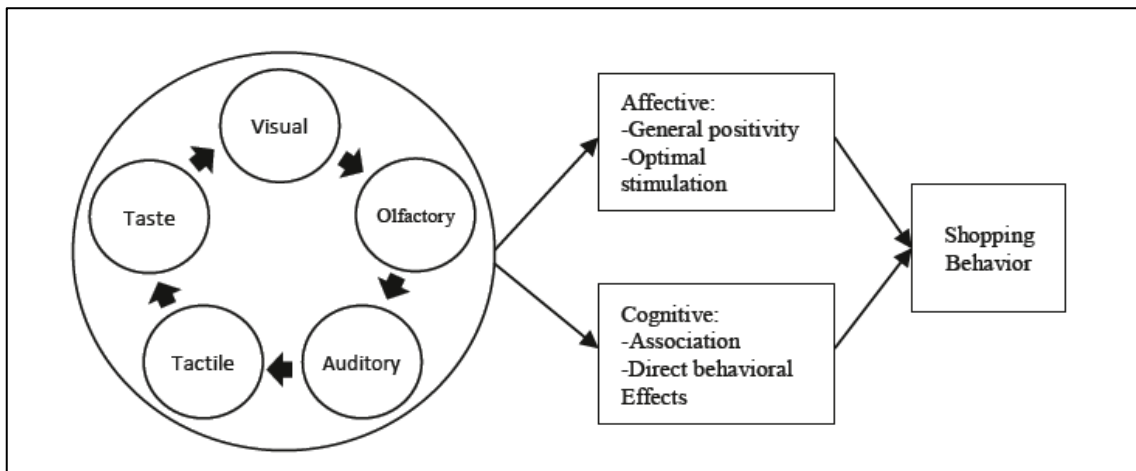 Visual
Olfactory
Auditory
Tactile
Taste
Affective:
-General positivity
-Optimal
stimulation
Cognitive:
-Association
-Direct behavioral
Effects
Shopping
Behavior